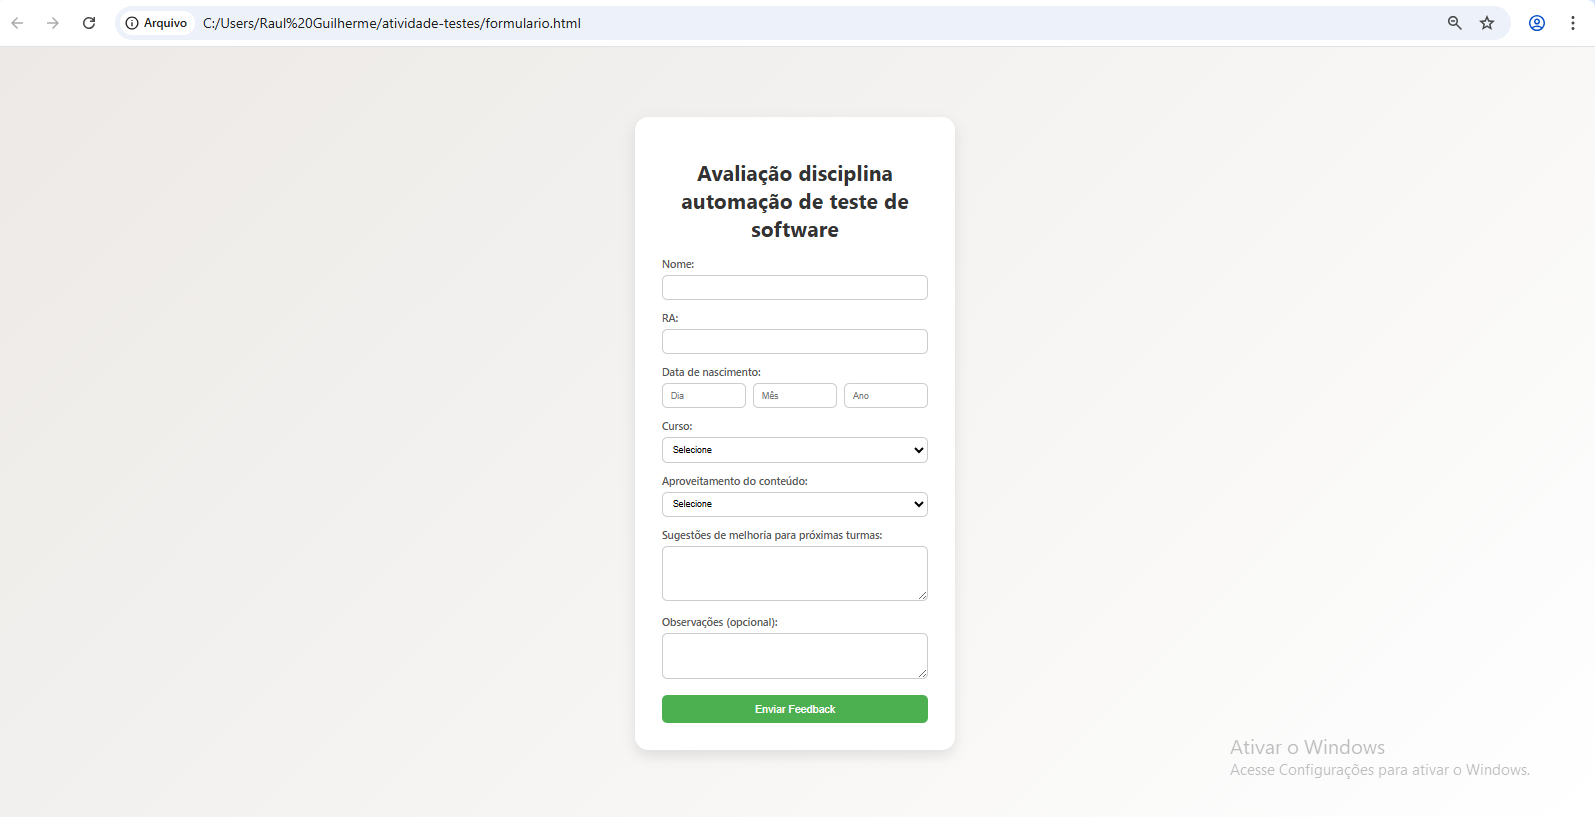 Arquivo C:/Users/Raul%20Guilherme/atividade-testes/formulario.html
Avaliação disciplina
automação de teste de
software
Nome:
RA:
Data de nascimento:
Dia Mês Ano
Curso:
Selecione
Aproveitamento do conteúdo:
Selecione
Sugestões de melhoria para próximas turmas:
Observações (opcional):
Enviar Feedback
Ativar o Windows
Acesse Configurações para ativar o Windows.